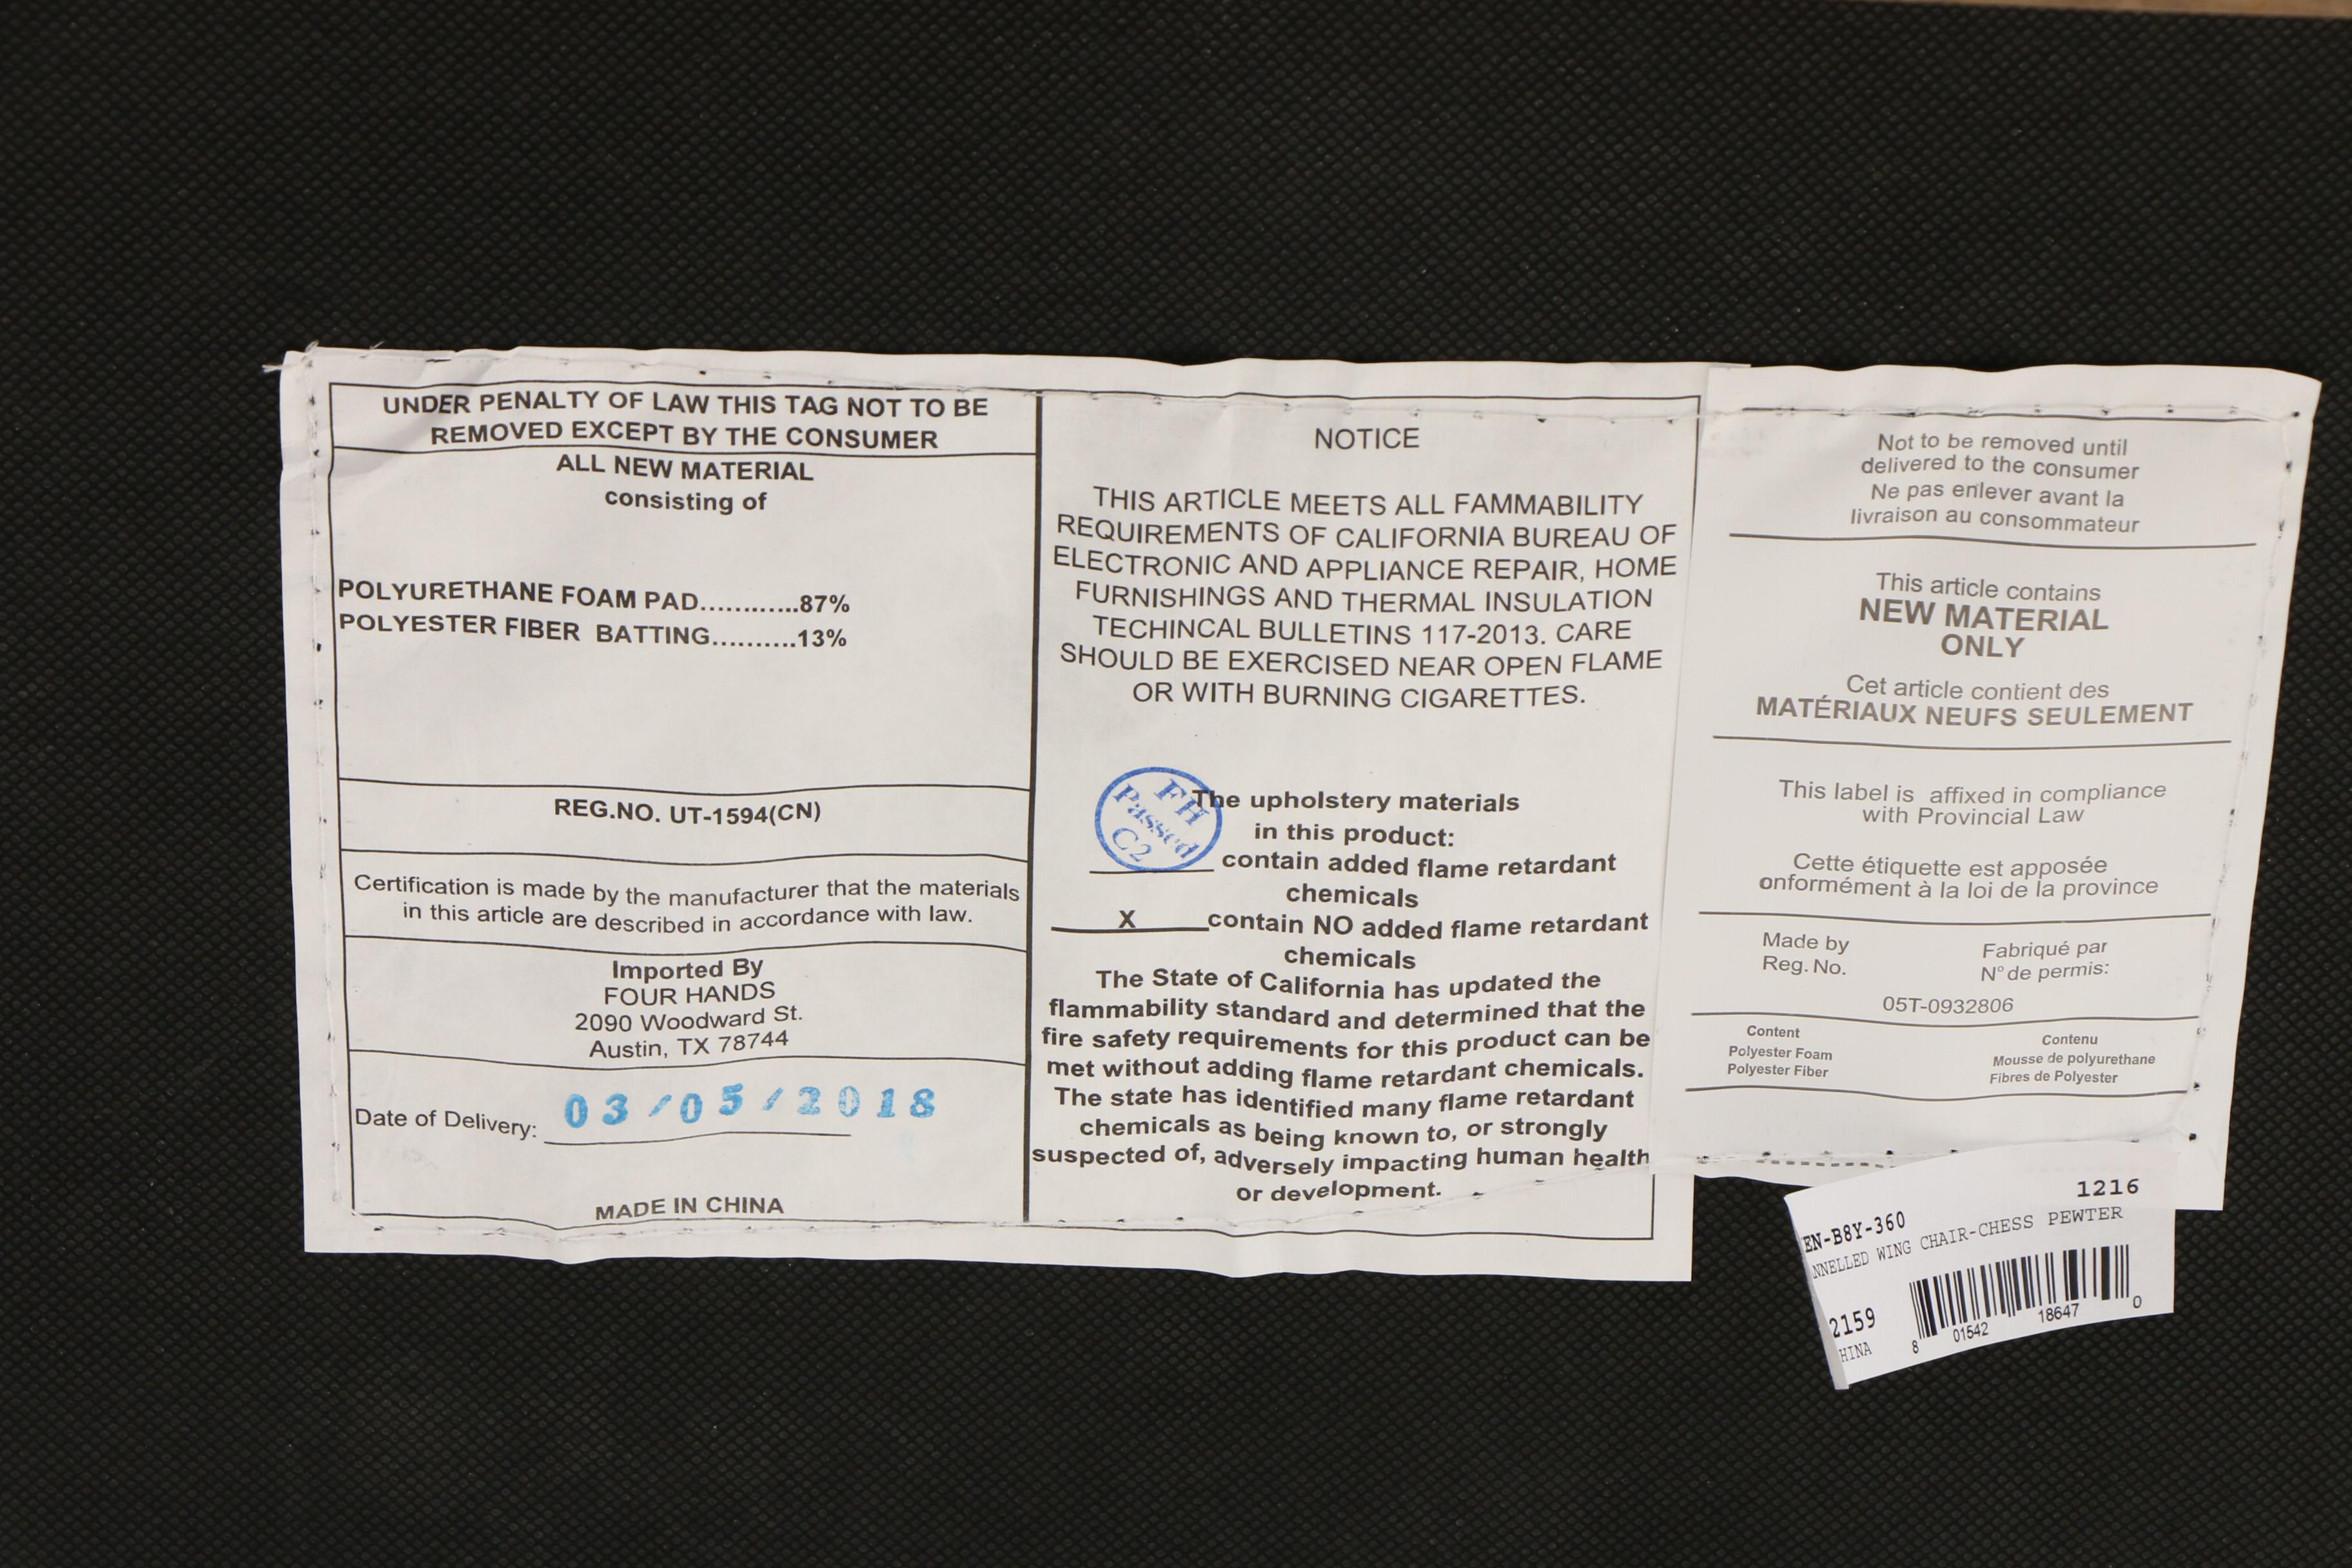 UNDER PENALTY OF LAW THIS TAG NOT TO BE
REMOVED EXCEPT BY THE CONSUMER
ALL NEW MATERIAL
consisting of
POLYURETHANE FOAM PAD............87%
POLYESTER FIBER BATTING..........13%
REG.NO. UT-1594(CN)
Certification is made by the manufacturer that the materials
in this article are described in accordance with law.
Imported By
FOUR HANDS
2090 Woodward St.
Austin, TX 78744
Date of Delivery: 03/05/2018
MADE IN CHINA
NOTICE
THIS ARTICLE MEETS ALL FAMMABILITY
REQUIREMENTS OF CALIFORNIA BUREAU OF
ELECTRONIC AND APPLIANCE REPAIR, HOME
FURNISHINGS AND THERMAL INSULATION
TECHINCAL BULLETINS 117-2013. CARE
SHOULD BE EXERCISED NEAR OPEN FLAME
OR WITH BURNING CIGARETTES.
FH
Passed
C2
The upholstery materials
in this product:
contain added flame retardant
chemicals
X contain NO added flame retardant
chemicals
The State of California has updated the
flammability standard and determined that the
fire safety requirements for this product can be
met without adding flame retardant chemicals.
The state has identified many flame retardant
chemicals as being known to, or strongly
suspected of, adversely impacting human health
or development.
Not to be removed until
delivered to the consumer
Ne pas enlever avant la
livraison au consommateur
This article contains
NEW MATERIAL
ONLY
Cet article contient des
MATÉRIAUX NEUFS SEULEMENT
This label is affixed in compliance
with Provincial Law
Cette étiquette est apposée
onformément à la loi de la province
Made by
Reg. No.
Fabriqué par
N° de permis:
05T-0932806
Content
Polyester Foam
Polyester Fiber
Contenu
Mousse de polyurethane
Fibres de Polyester
1216
EN-B8Y-360
NNELLED WING CHAIR-CHESS PEWTER
2159
HINA
8 01542 18647 0